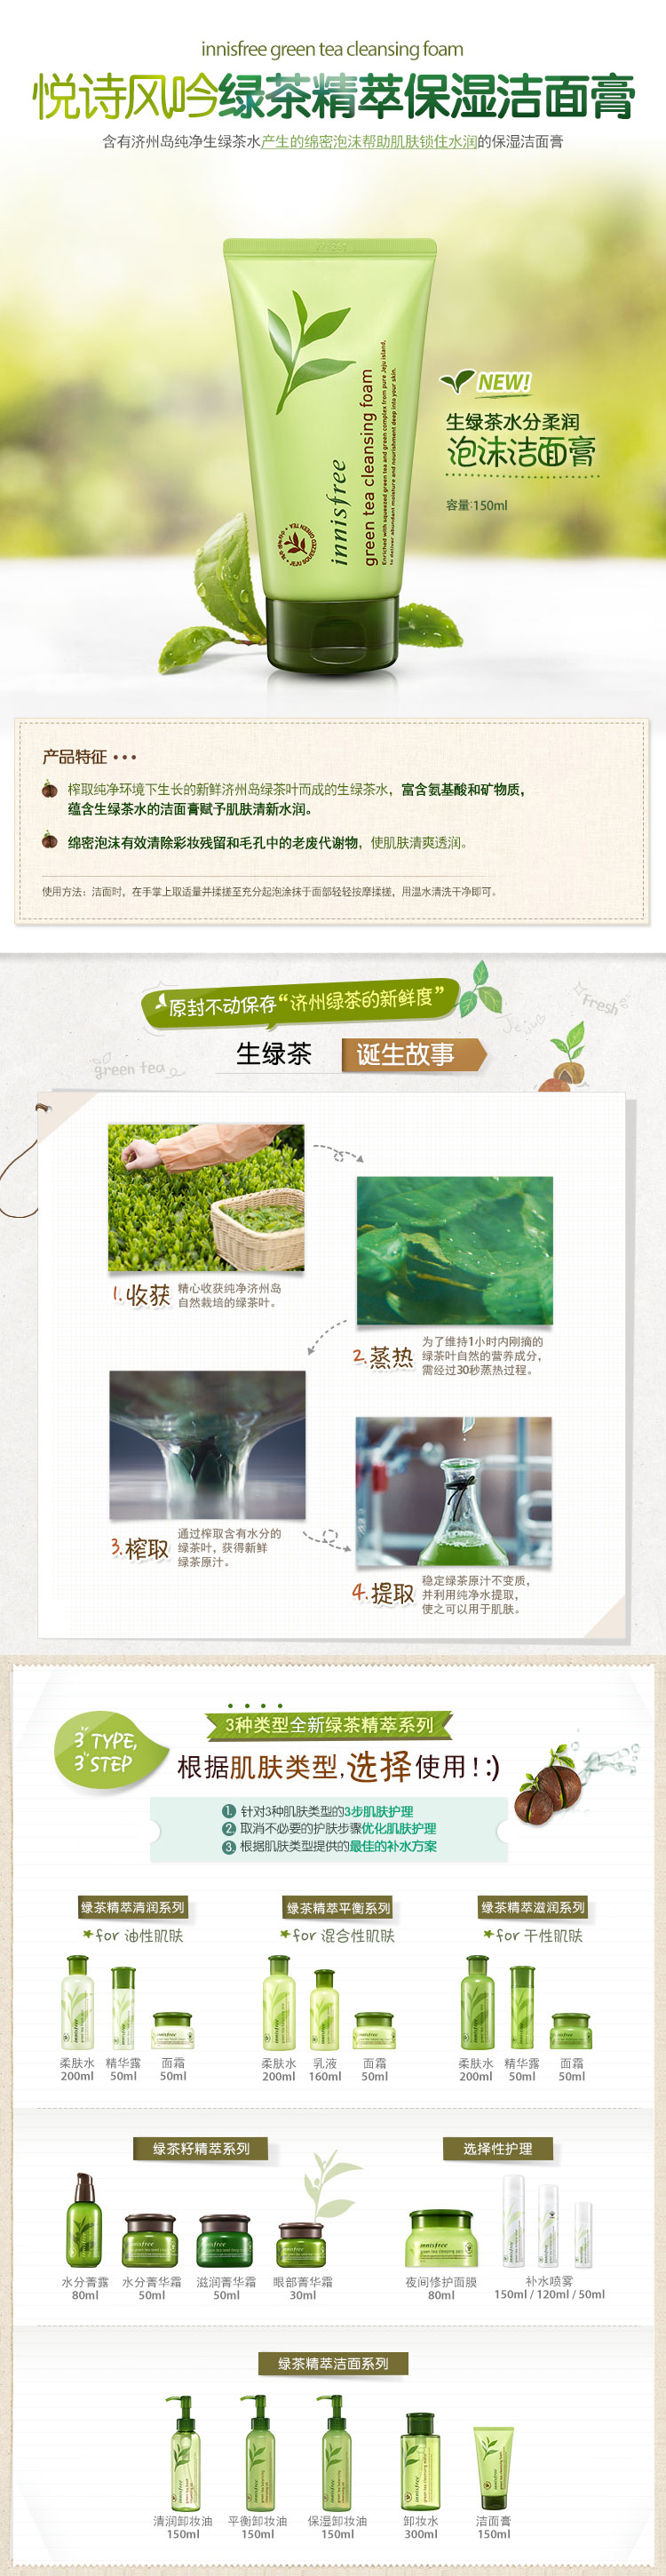 innisfree green tea cleansing foam
悦诗风吟绿茶精萃保湿洁面膏
含有济州岛纯净生绿茶水产生的绵密泡沫帮助肌肤锁住水润的保湿洁面膏
innisfree
green tea cleansing foam
Enriched with squeezed green tea and green complex from pure Jeju island,
to deliver abundant moisture and nourishment deep into your skin.
NEW!
生绿茶水分柔润
泡沫洁面膏
容量:150ml
产品特征 •••
榨取纯净环境下生长的新鲜济州岛绿茶叶而成的生绿茶水，富含氨基酸和矿物质，
蕴含生绿茶水的洁面膏赋予肌肤清新水润。
绵密泡沫有效清除彩妆残留和毛孔中的老废代谢物，使肌肤清爽透润。
使用方法：洁面时，在手掌上取适量并揉搓至充分起泡涂抹于面部轻轻按摩揉搓，用温水清洗干净即可。
原封不动保存“济州绿茶的新鲜度”
Fresh
Jeju
green tea
生绿茶 诞生故事
1.收获
精心收获纯净济州岛
自然栽培的绿茶叶。
2.蒸热
为了维持1小时内刚摘的
绿茶叶自然的营养成分，
需经过30秒蒸热过程。
3.榨取
通过榨取含有水分的
绿茶叶，获得新鲜
绿茶原汁。
4.提取
稳定绿茶原汁不变质，
并利用纯净水提取，
使之可以用于肌肤。
3 TYPE,
3 STEP
3种类型全新绿茶精萃系列
根据肌肤类型,选择使用!:)
1 针对3种肌肤类型的3步肌肤护理
2 取消不必要的护肤步骤优化肌肤护理
3 根据肌肤类型提供的最佳的补水方案
绿茶精萃清润系列 绿茶精萃平衡系列 绿茶精萃滋润系列
for 油性肌肤 for 混合性肌肤 for 干性肌肤
柔肤水 精华露 面霜 柔肤水 乳液 面霜 柔肤水 精华露 面霜
200ml 50ml 50ml 200ml 160ml 50ml 200ml 50ml 50ml
绿茶籽精萃系列 选择性护理
水分菁露 水分菁华霜 滋润菁华霜 眼部菁华霜 夜间修护面膜 补水喷雾
80ml 50ml 50ml 30ml 80ml 150ml / 120ml / 50ml
绿茶精萃洁面系列
清润卸妆油 平衡卸妆油 保湿卸妆油 卸妆水 洁面膏
150ml 150ml 150ml 300ml 150ml